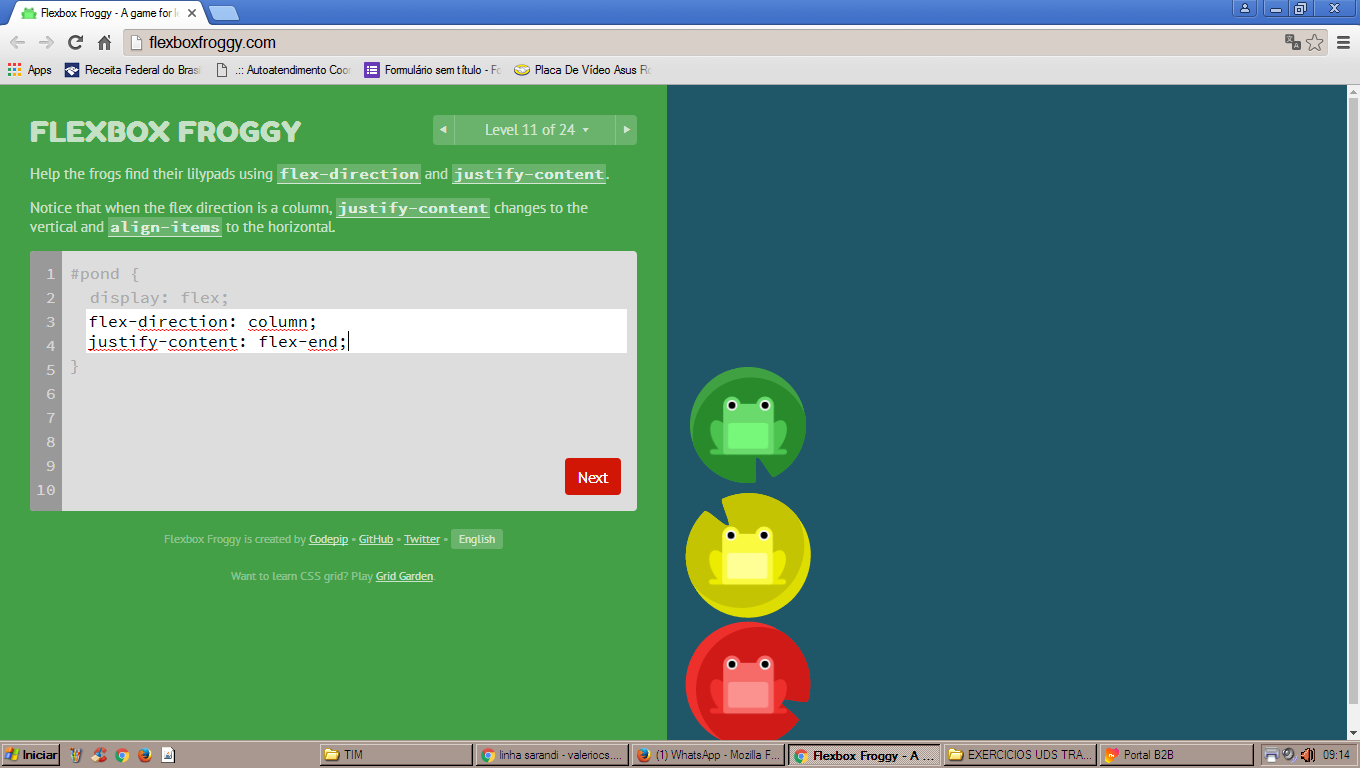 Flexbox Froggy - A game for le
flexboxfroggy.com
Apps
Receita Federal do Brasi
.:: Autoatendimento Coor
Formulário sem título - Fo
Placa De Vídeo Asus Ro
FLEXBOX FROGGY
Level 11 of 24
Help the frogs find their lilypads using flex-direction and justify-content.
Notice that when the flex direction is a column, justify-content changes to the
vertical and align-items to the horizontal.
1 #pond {
2 display: flex;
3 flex-direction: column;
4 justify-content: flex-end;
5 }
6
7
8
9
10
Next
Flexbox Froggy is created by Codepip • GitHub • Twitter • English
Want to learn CSS grid? Play Grid Garden.
Iniciar
TIM
linha sarandi - valeriocs....
(1) WhatsApp - Mozilla F...
Flexbox Froggy - A ...
EXERCICIOS UDS TRA...
Portal B2B
09:14